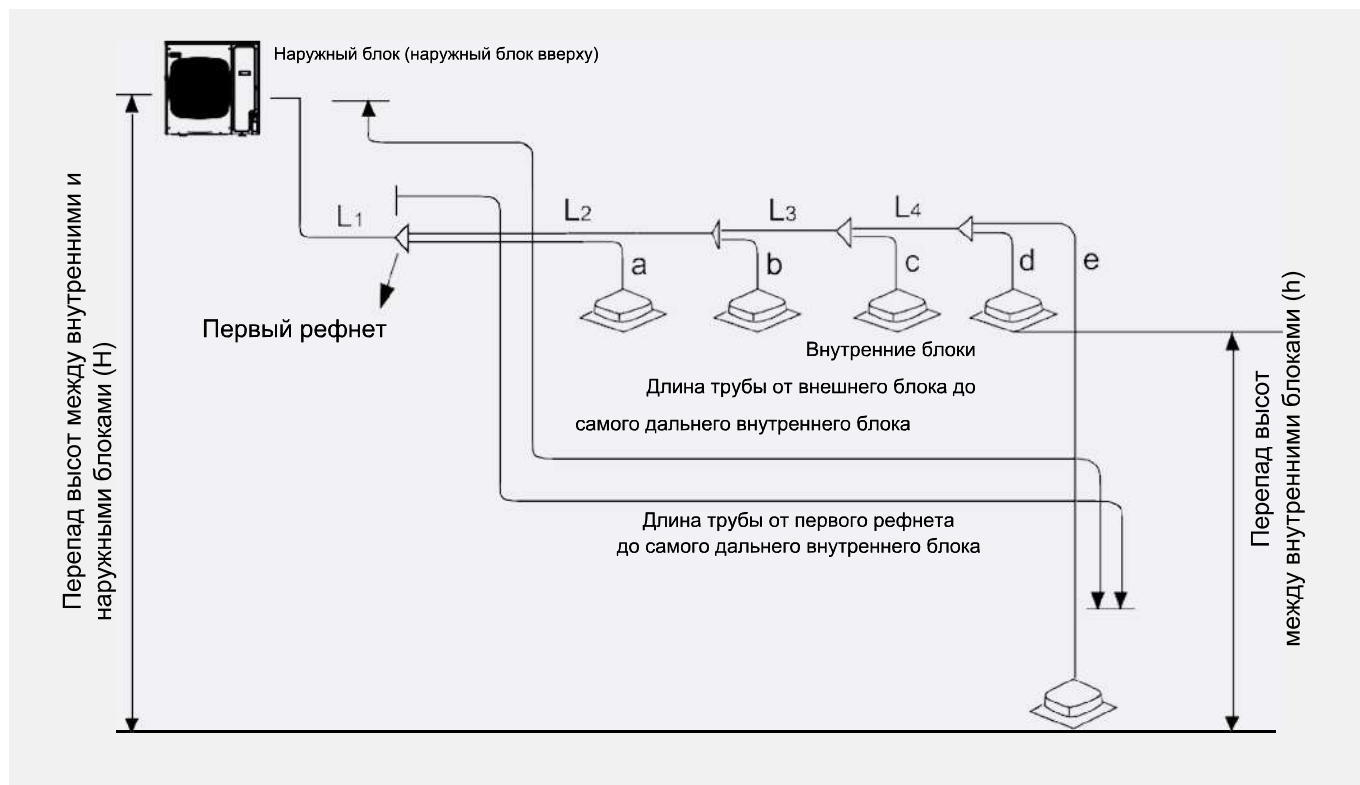 Наружный блок (наружный блок вверху)
Перепад высот между внутренними и
наружными блоками (H)
L1
L2
L3
L4
a
b
c
d
e
Первый рефнет
Внутренние блоки
Длина трубы от внешнего блока до
самого дальнего внутреннего блока
Длина трубы от первого рефнета
до самого дальнего внутреннего блока
Перепад высот
между внутренними блоками (h)